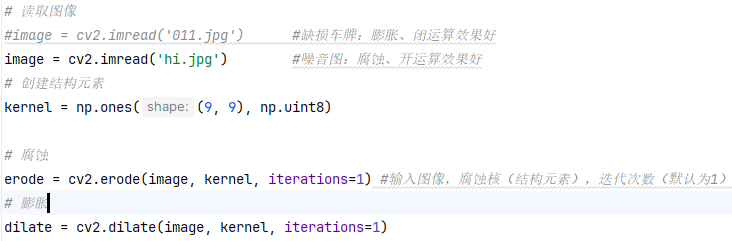 # 读取图像
#image = cv2.imread('011.jpg')      #缺损车牌：膨胀、闭运算效果好
image = cv2.imread('hi.jpg')        #噪音图：腐蚀、开运算效果好
# 创建结构元素
kernel = np.ones( shape: (9, 9), np.uint8)
# 腐蚀
erode = cv2.erode(image, kernel, iterations=1) #输入图像，腐蚀核（结构元素），迭代次数（默认为1）
# 膨胀
dilate = cv2.dilate(image, kernel, iterations=1)